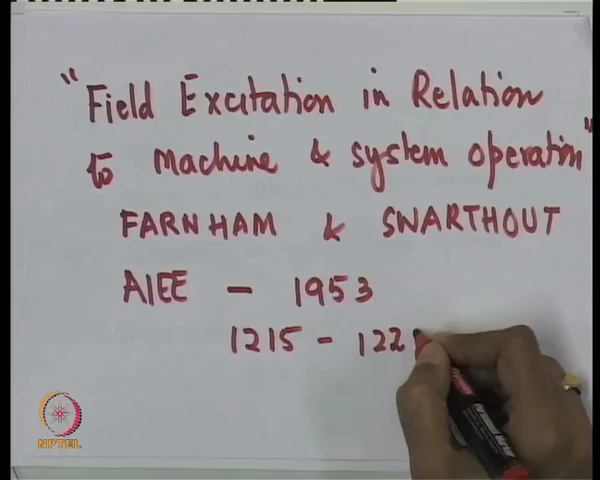 "Field Excitation in Relation
to Machine & system operation"
FARNHAM & SWARTHOUT
AIEE - 1953
1215 - 122
NPTEL